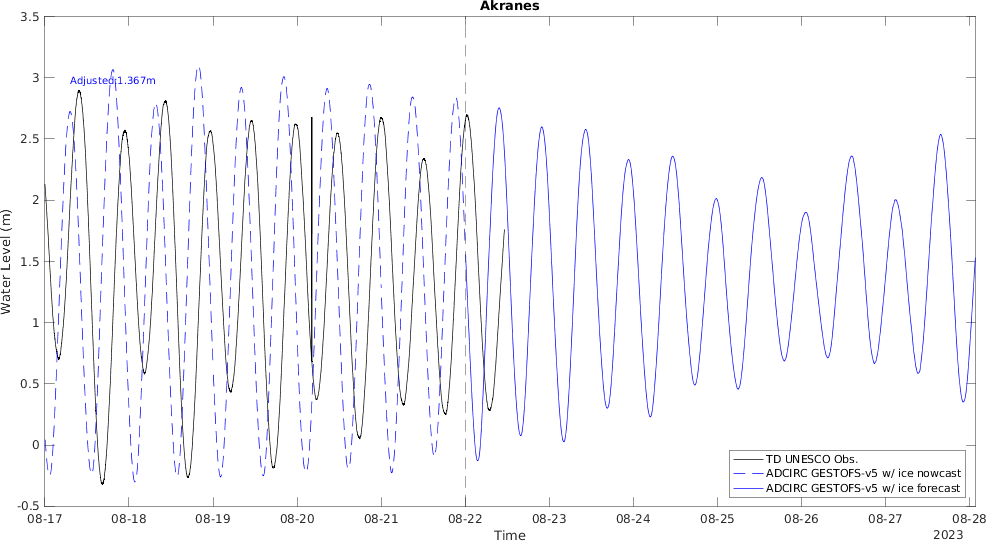 Akranes
3.5
3
2.5
2
1.5
1
0.5
0
-0.5
Water Level (m)
Adjusted 1.367m
TD UNESCO Obs.
ADCIRC GESTOFS-v5 w/ ice nowcast
ADCIRC GESTOFS-v5 w/ ice forecast
08-17 08-18 08-19 08-20 08-21 08-22 08-23 08-24 08-25 08-26 08-27 08-28
Time
2023